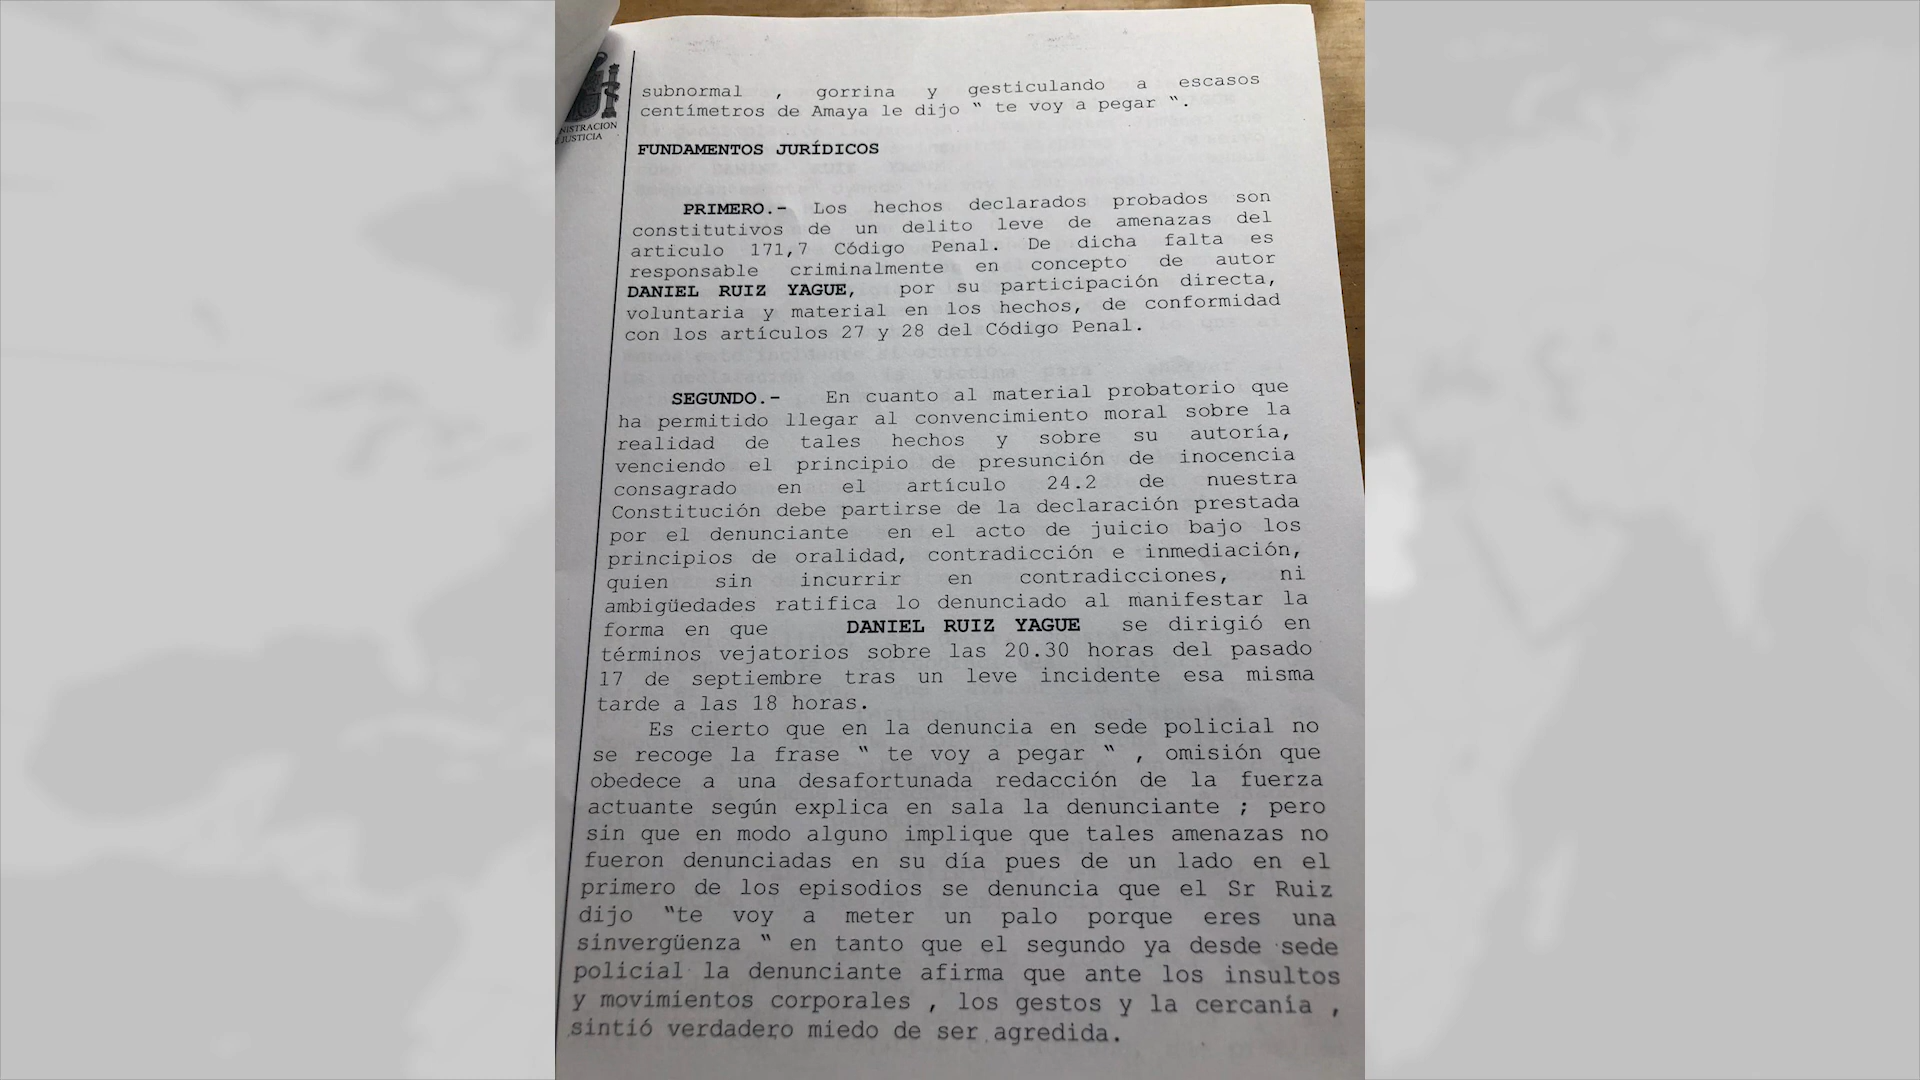 NISTRACION
JUSTICIA
subnormal , gorrina y gesticulando a escasos
centímetros de Amaya le dijo “ te voy a pegar “.
FUNDAMENTOS JURÍDICOS
PRIMERO.- Los hechos declarados probados son
constitutivos de un delito leve de amenazas del
articulo 171,7 Código Penal. De dicha falta es
responsable criminalmente en concepto de autor
DANIEL RUIZ YAGUE, por su participación directa,
voluntaria y material en los hechos, de conformidad
con los artículos 27 y 28 del Código Penal.
SEGUNDO.- En cuanto al material probatorio que
ha permitido llegar al convencimiento moral sobre la
realidad de tales hechos y sobre su autoría,
venciendo el principio de presunción de inocencia
consagrado en el artículo 24.2 de nuestra
Constitución debe partirse de la declaración prestada
por el denunciante en el acto de juicio bajo los
principios de oralidad, contradicción e inmediación,
quien sin incurrir en contradicciones, ni
ambigüedades ratifica lo denunciado al manifestar la
forma en que DANIEL RUIZ YAGUE se dirigió en
términos vejatorios sobre las 20.30 horas del pasado
17 de septiembre tras un leve incidente esa misma
tarde a las 18 horas.
Es cierto que en la denuncia en sede policial no
se recoge la frase “ te voy a pegar “ , omisión que
obedece a una desafortunada redacción de la fuerza
actuante según explica en sala la denunciante ; pero
sin que en modo alguno implique que tales amenazas no
fueron denunciadas en su día pues de un lado en el
primero de los episodios se denuncia que el Sr Ruiz
dijo “te voy a meter un palo porque eres una
sinvergüenza “ en tanto que el segundo ya desde sede
policial la denunciante afirma que ante los insultos
y movimientos corporales , los gestos y la cercanía ,
sintió verdadero miedo de ser agredida.